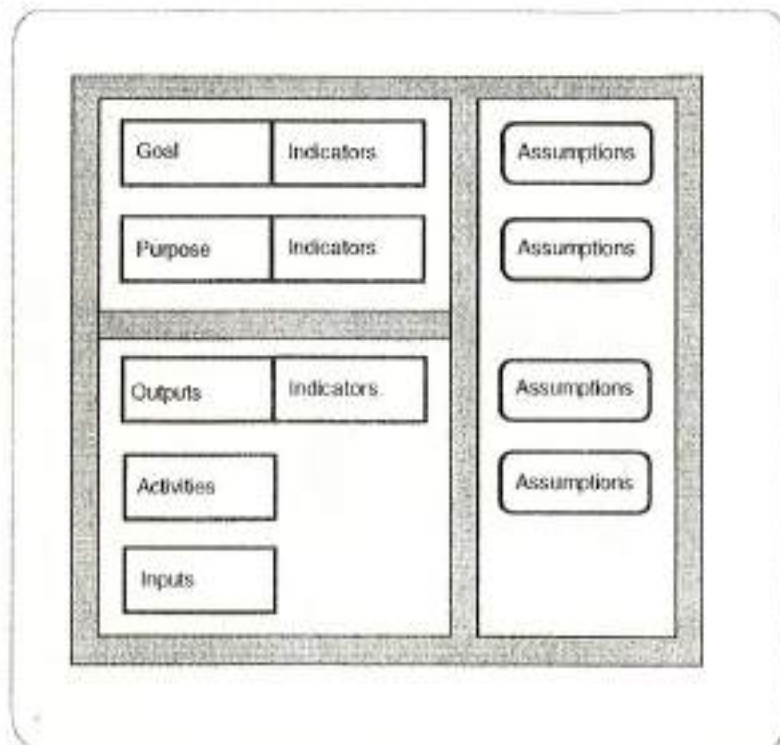 Goal Indicators Assumptions
Purpose Indicators Assumptions
Outputs Indicators Assumptions
Activities Assumptions
Inputs